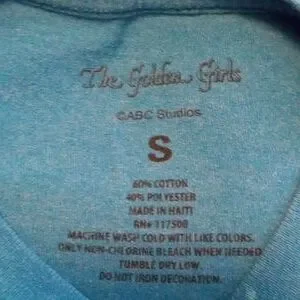 The Golden Girls
©ABC Studios
S
60% COTTON
40% POLYESTER
MADE IN HAITI
RN# 117500
MACHINE WASH COLD WITH LIKE COLORS.
ONLY NON-CHLORINE BLEACH WHEN NEEDED
TUMBLE DRY LOW.
DO NOT IRON DECORATION.